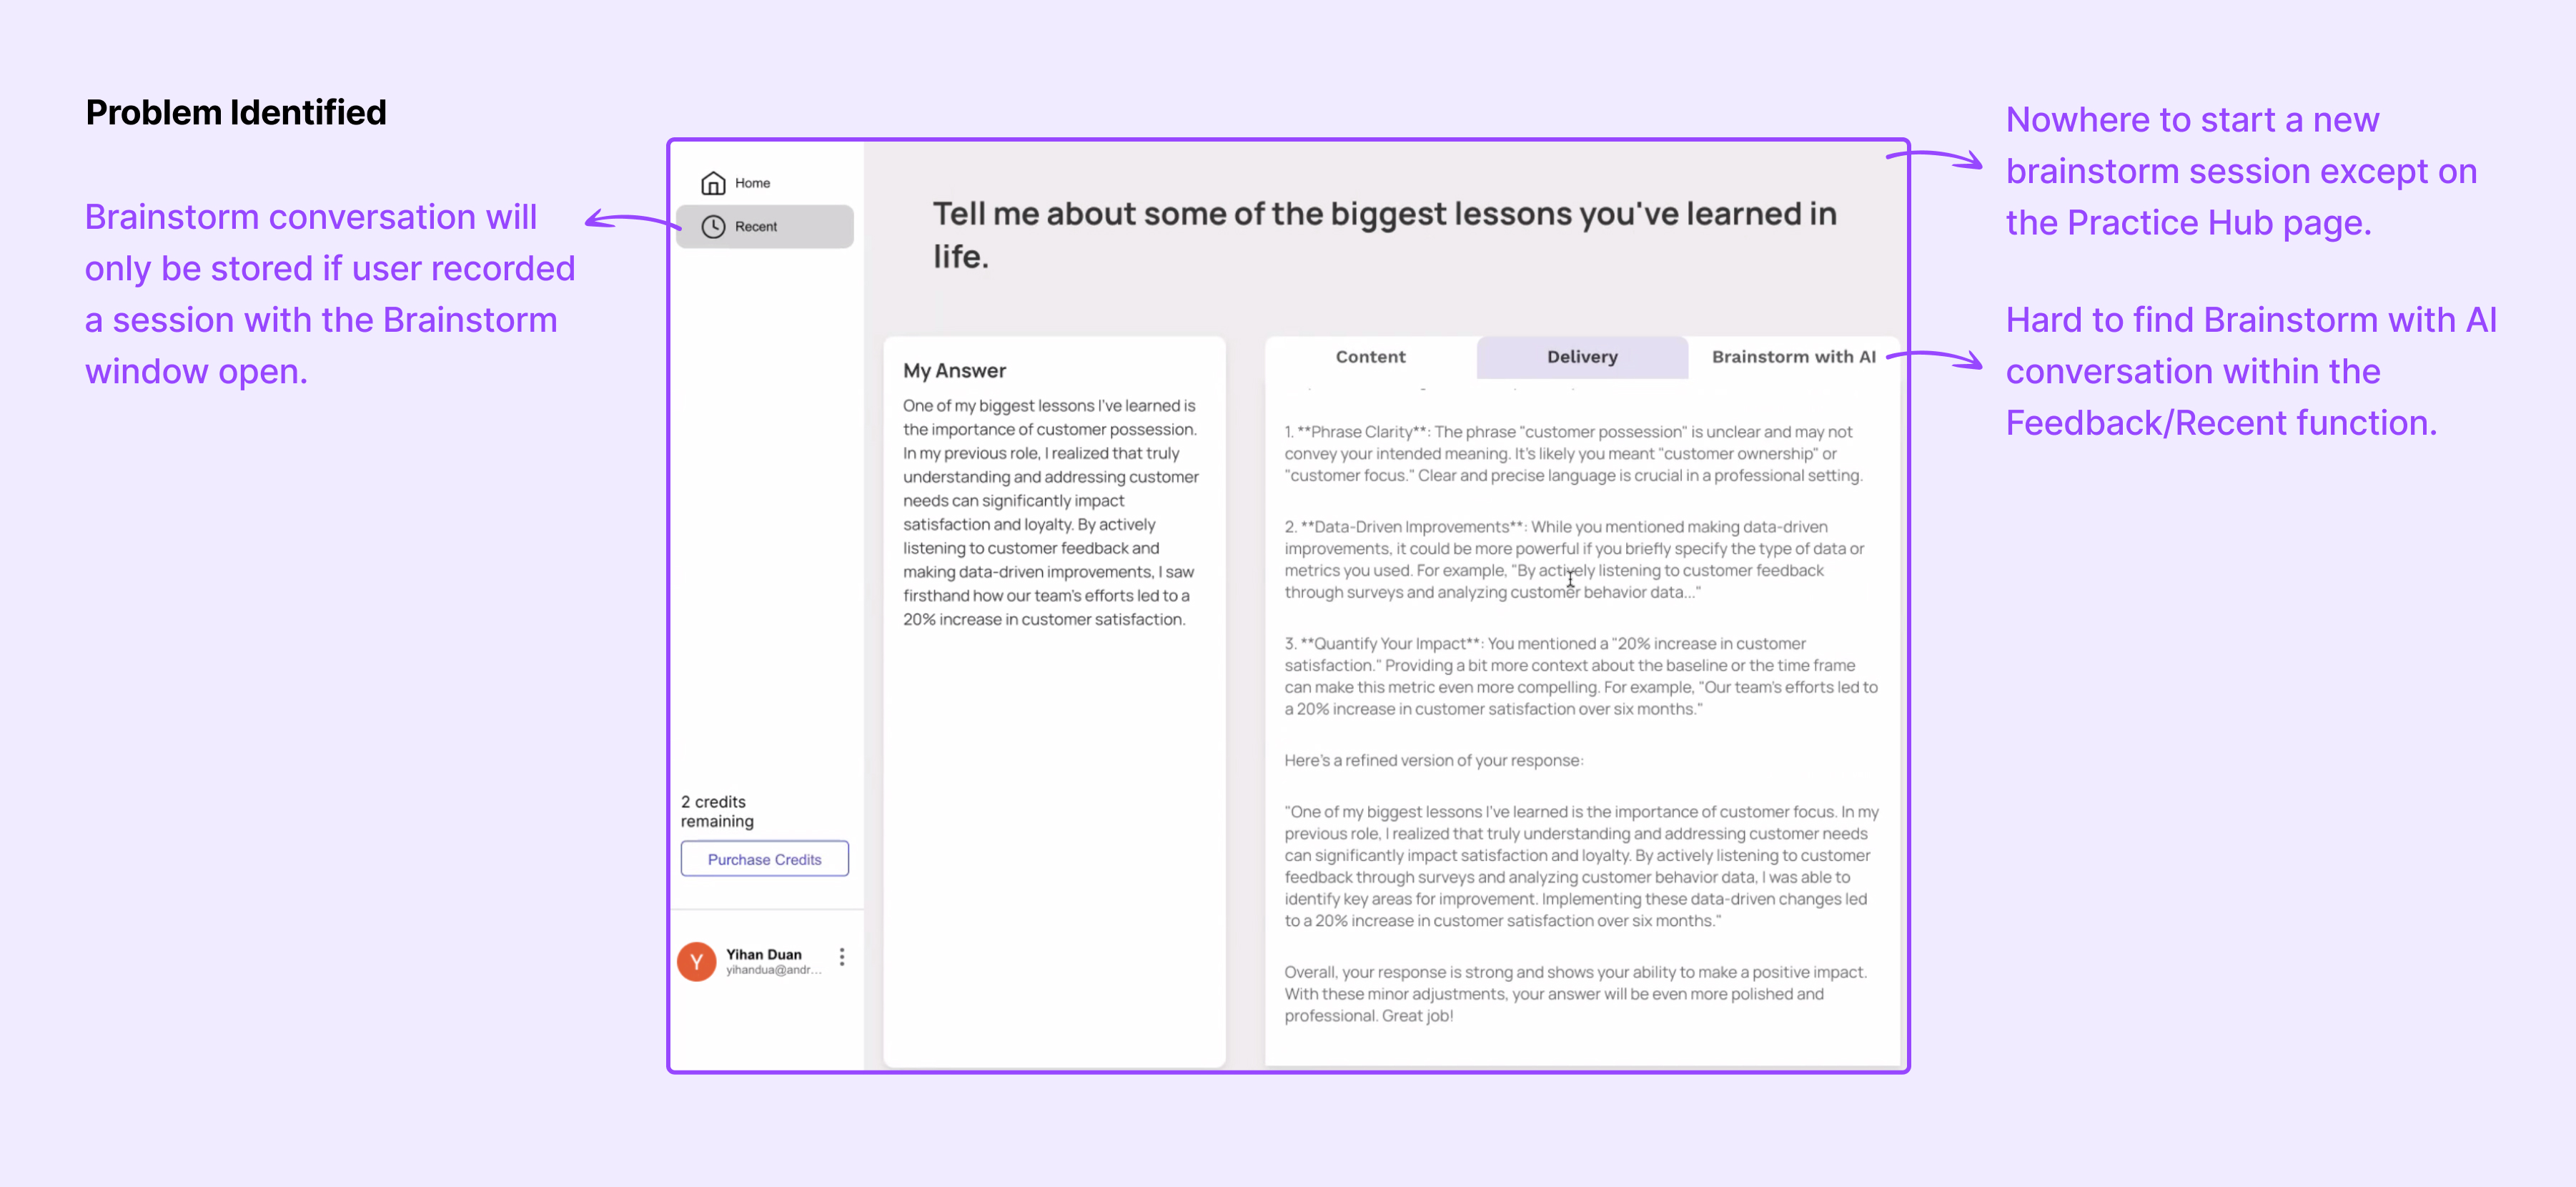 Problem Identified
Brainstorm conversation will
only be stored if user recorded
a session with the Brainstorm
window open.
Home
Recent
2 credits
remaining
Purchase Credits
Y
Yihan Duan
yihandua@andr...
Tell me about some of the biggest lessons you've learned in
life.
My Answer
One of my biggest lessons I've learned is
the importance of customer possession.
In my previous role, I realized that truly
understanding and addressing customer
needs can significantly impact
satisfaction and loyalty. By actively
listening to customer feedback and
making data-driven improvements, I saw
firsthand how our team's efforts led to a
20% increase in customer satisfaction.
Content
Delivery
Brainstorm with AI
1. **Phrase Clarity**: The phrase "customer possession" is unclear and may not
convey your intended meaning. It's likely you meant "customer ownership" or
"customer focus." Clear and precise language is crucial in a professional setting.
2. **Data-Driven Improvements**: While you mentioned making data-driven
improvements, it could be more powerful if you briefly specify the type of data or
metrics you used. For example, "By actively listening to customer feedback
through surveys and analyzing customer behavior data..."
3. **Quantify Your Impact**: You mentioned a "20% increase in customer
satisfaction." Providing a bit more context about the baseline or the time frame
can make this metric even more compelling. For example, "Our team's efforts led to
a 20% increase in customer satisfaction over six months."
Here's a refined version of your response:
"One of my biggest lessons I've learned is the importance of customer focus. In my
previous role, I realized that truly understanding and addressing customer needs
can significantly impact satisfaction and loyalty. By actively listening to customer
feedback through surveys and analyzing customer behavior data, I was able to
identify key areas for improvement. Implementing these data-driven changes led
to a 20% increase in customer satisfaction over six months."
Overall, your response is strong and shows your ability to make a positive impact.
With these minor adjustments, your answer will be even more polished and
professional. Great job!
Nowhere to start a new
brainstorm session except on
the Practice Hub page.
Hard to find Brainstorm with AI
conversation within the
Feedback/Recent function.